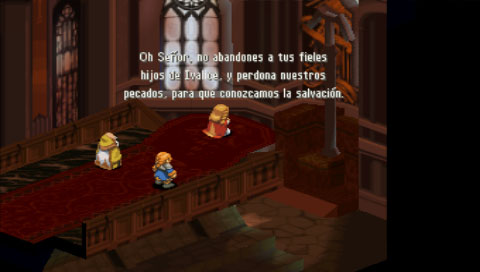 Oh Señor, no abandones a tus fieles
hijos de Ivalice, y perdona nuestros
pecados, para que conozcamos la salvación.